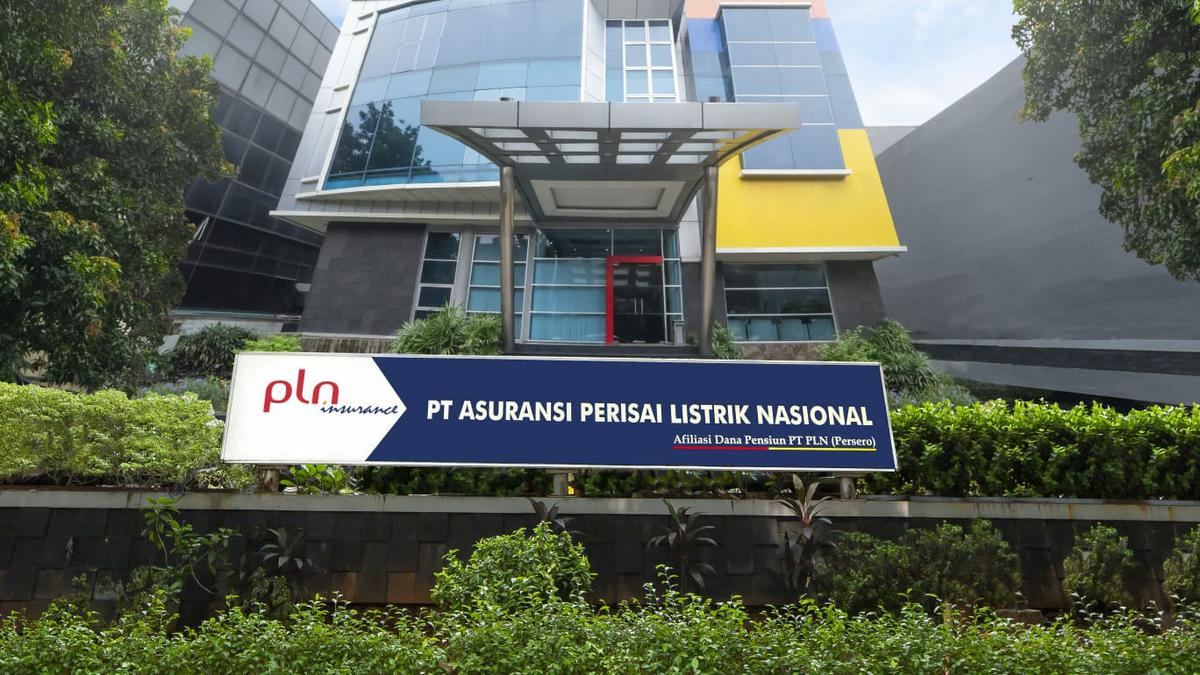 pln
insurance
PT ASURANSI PERISAI LISTRIK NASIONAL
Afiliasi Dana Pensiun PT PLN (Persero)